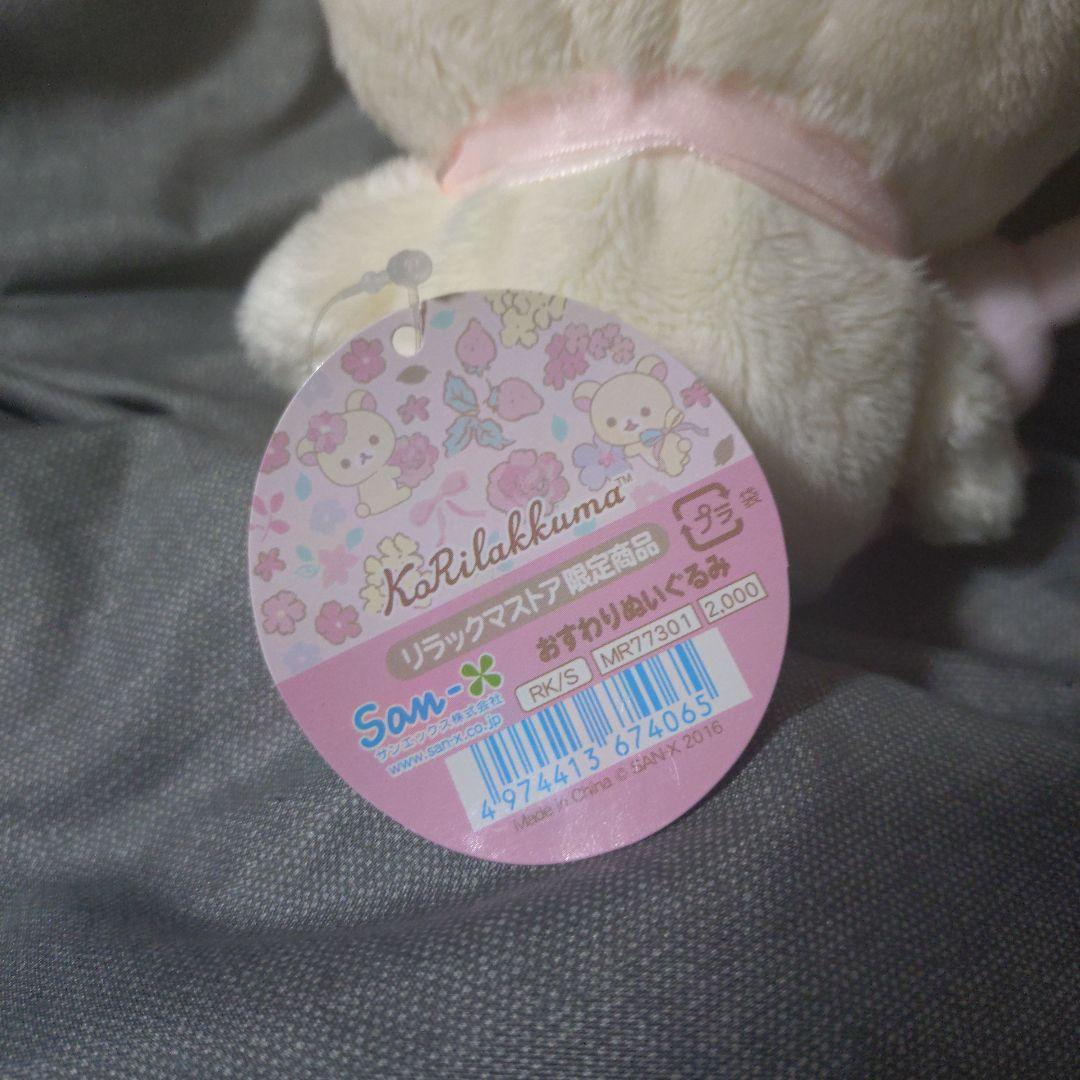 KoRilakkuma™
リラックマストア限定商品
プラ 袋
おすわりぬいぐるみ
RK/S MR77301 2,000
San-X
サンエックス株式会社
www.san-x.co.jp
4 974413 674065
Made in China © SAN-X 2016